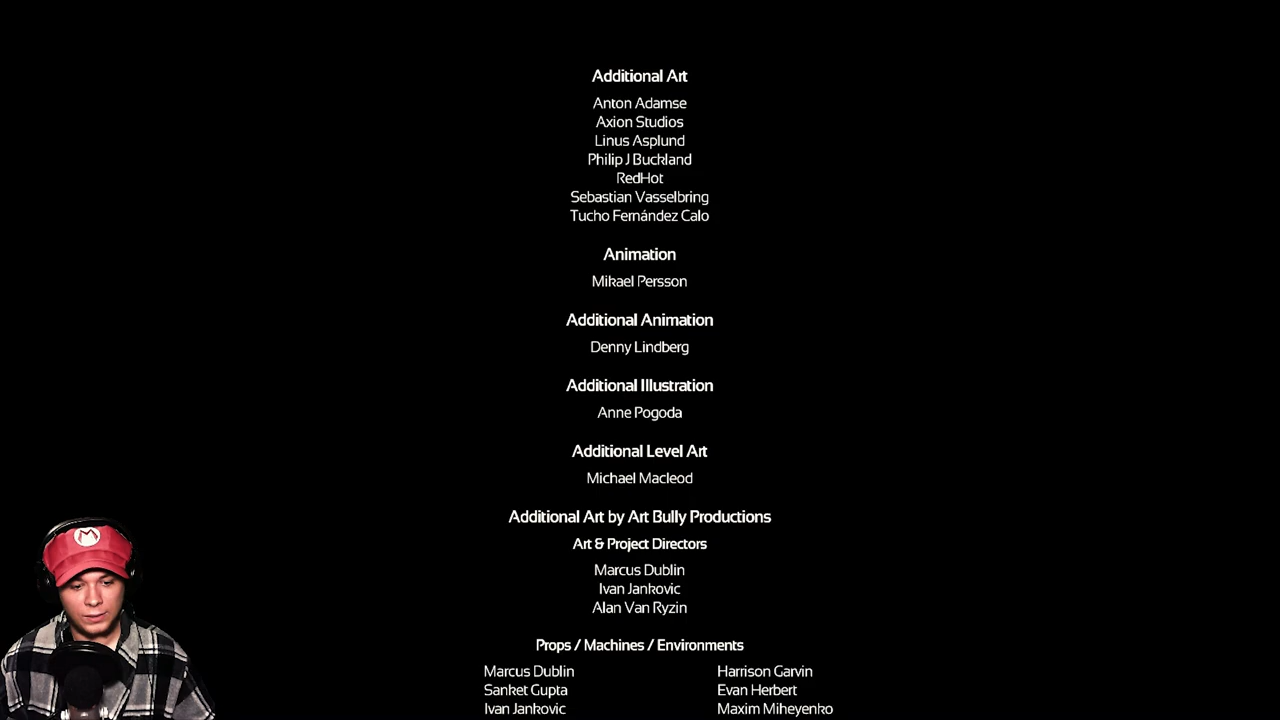 Additional Art
Anton Adamse
Axion Studios
Linus Asplund
Philip J Buckland
RedHot
Sebastian Vasselbring
Tucho Fernández Calo
Animation
Mikael Persson
Additional Animation
Denny Lindberg
Additional Illustration
Anne Pogoda
Additional Level Art
Michael Macleod
Additional Art by Art Bully Productions
Art & Project Directors
Marcus Dublin
Ivan Jankovic
Alan Van Ryzin
Props / Machines / Environments
Marcus Dublin
Sanket Gupta
Ivan Jankovic
Harrison Garvin
Evan Herbert
Maxim Miheyenko
M